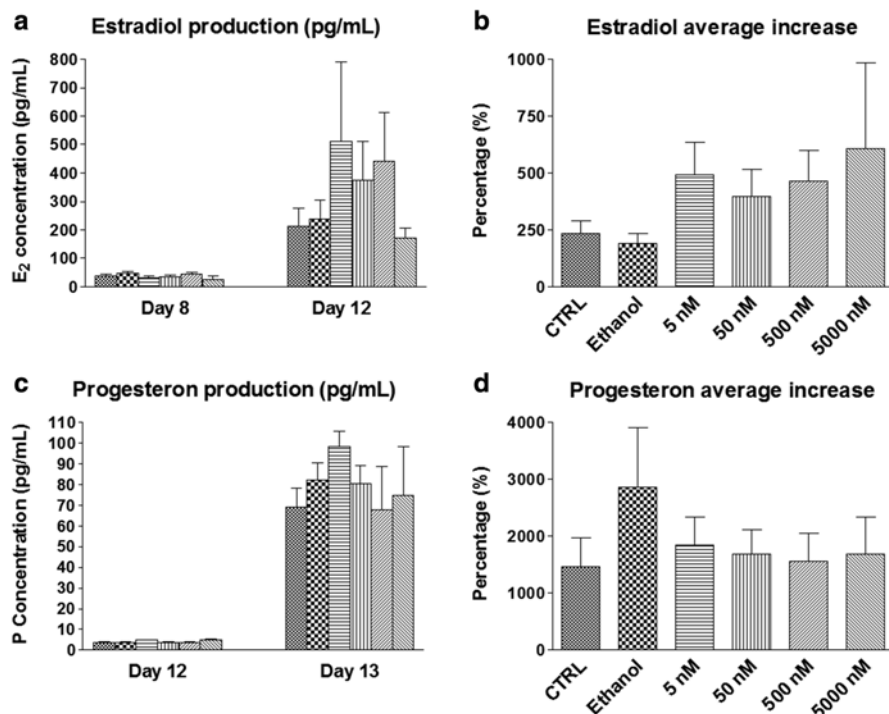 a
Estradiol production (pg/mL)
E2 concentration (pg/mL)
800
700
600
500
400
300
200
100
0
Day 8
Day 12
b
Estradiol average increase
Percentage (%)
1000
750
500
250
0
CTRL
Ethanol
5 nM
50 nM
500 nM
5000 nM
c
Progesteron production (pg/mL)
P Concentration (pg/mL)
110
100
90
80
70
60
50
40
30
20
10
0
Day 12
Day 13
d
Progesteron average increase
Percentage (%)
4000
3000
2000
1000
0
CTRL
Ethanol
5 nM
50 nM
500 nM
5000 nM